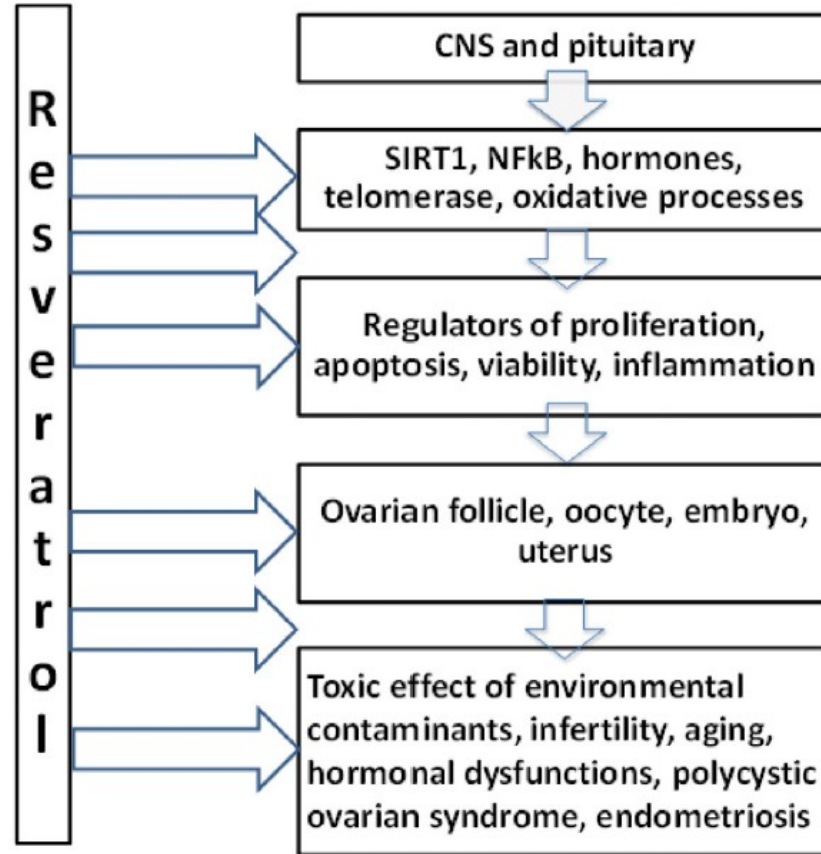 Resveratrol
CNS and pituitary
SIRT1, NFkB, hormones,
telomerase, oxidative processes
Regulators of proliferation,
apoptosis, viability, inflammation
Ovarian follicle, oocyte, embryo,
uterus
Toxic effect of environmental
contaminants, infertility, aging,
hormonal dysfunctions, polycystic
ovarian syndrome, endometriosis